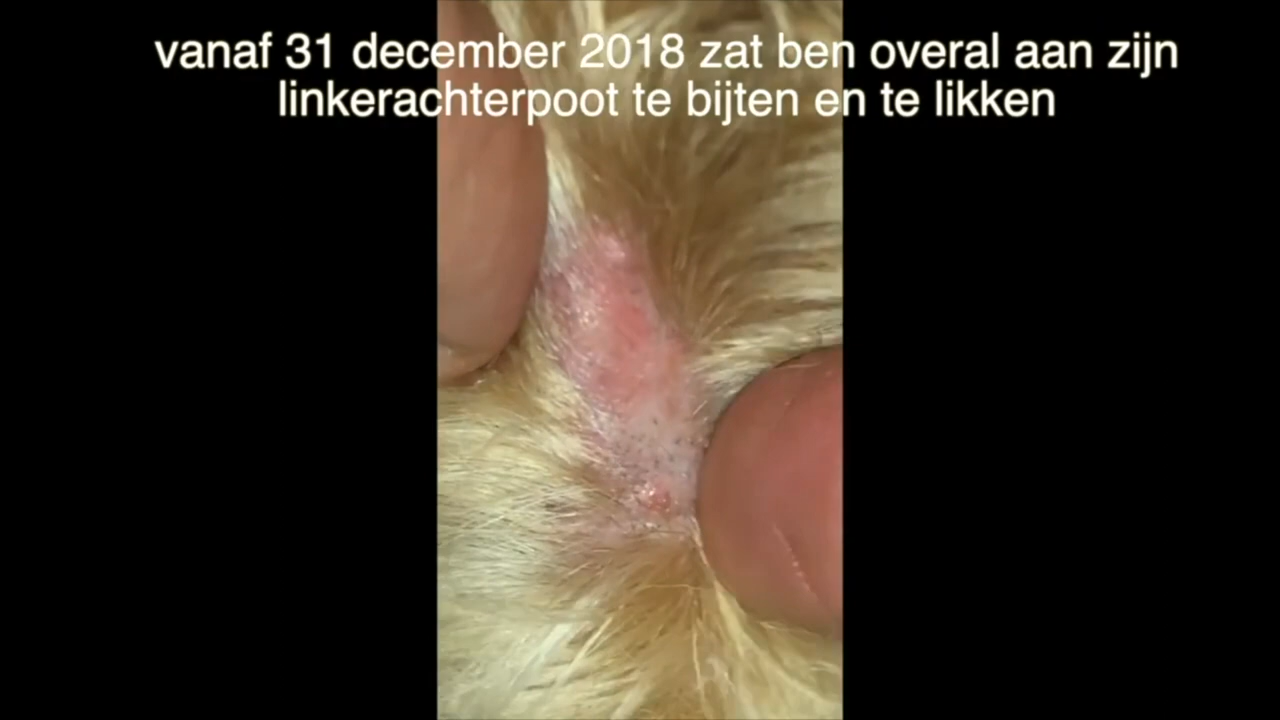 vanaf 31 december 2018 zat ben overal aan zijn
linkerachterpoot te bijten en te likken